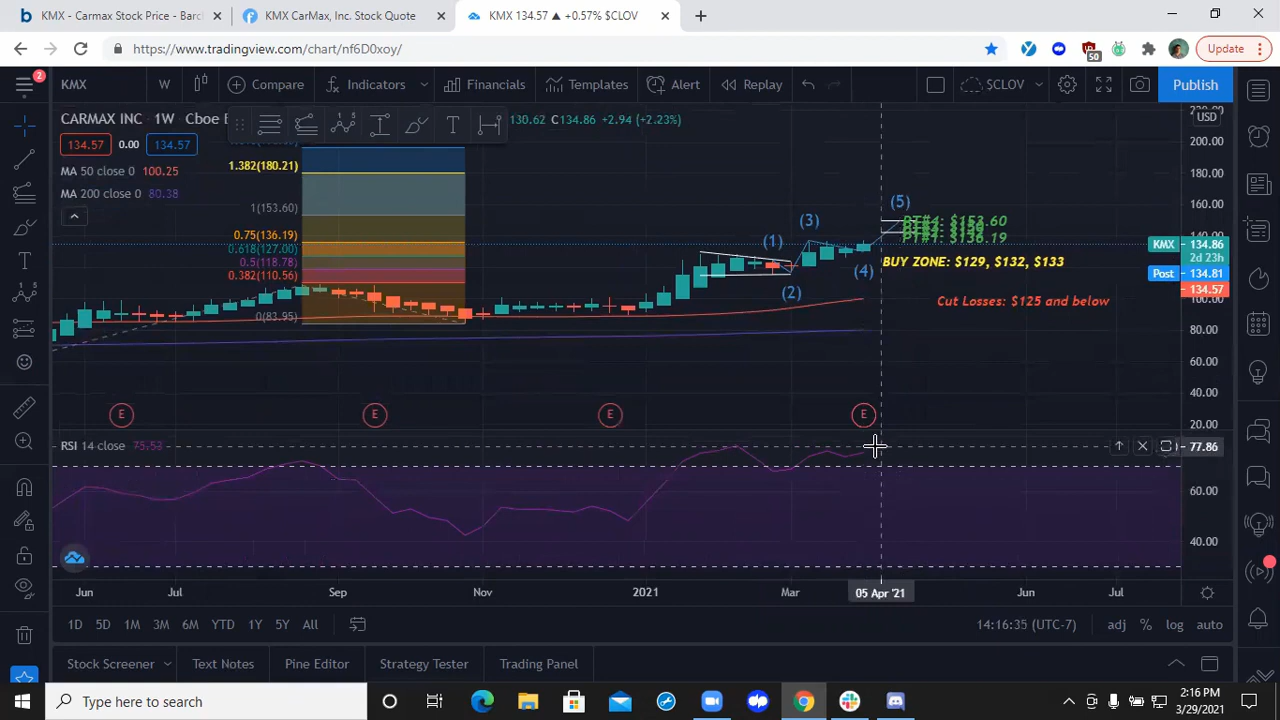 KMX - Carmax Stock Price - Barc
KMX CarMax, Inc. Stock Quote
KMX 134.57 ▲ +0.57% $CLOV
https://www.tradingview.com/chart/nf6D0xoy/
50
Update
2
KMX
W
Compare
Indicators
Financials
Templates
Alert
Replay
$CLOV
Publish
CARMAX INC · 1W · Cboe
130.62 C134.86 +2.94 (+2.23%)
USD
134.57 0.00 134.57
MA 50 close 0 100.25
MA 200 close 0 80.38
1.382(180.21)
1(153.60)
0.75(136.19)
0.618(127.00)
0.5(118.78)
0.382(110.56)
0(83.95)
(1)
(2)
(3)
(4)
(5)
$153.60
PT#1: $136.19
BUY ZONE: $129, $132, $133
Cut Losses: $125 and below
200.00
180.00
160.00
KMX 134.86
2d 23h
Post 134.81
134.57
80.00
60.00
40.00
20.00
E
E
E
E
RSI 14 close 75.53
77.86
60.00
40.00
Jun
Jul
Sep
Nov
2021
Mar
05 Apr '21
Jun
Jul
1D 5D 1M 3M 6M YTD 1Y 5Y All
14:16:35 (UTC-7)
adj % log auto
Stock Screener
Text Notes
Pine Editor
Strategy Tester
Trading Panel
Type here to search
2:16 PM
3/29/2021